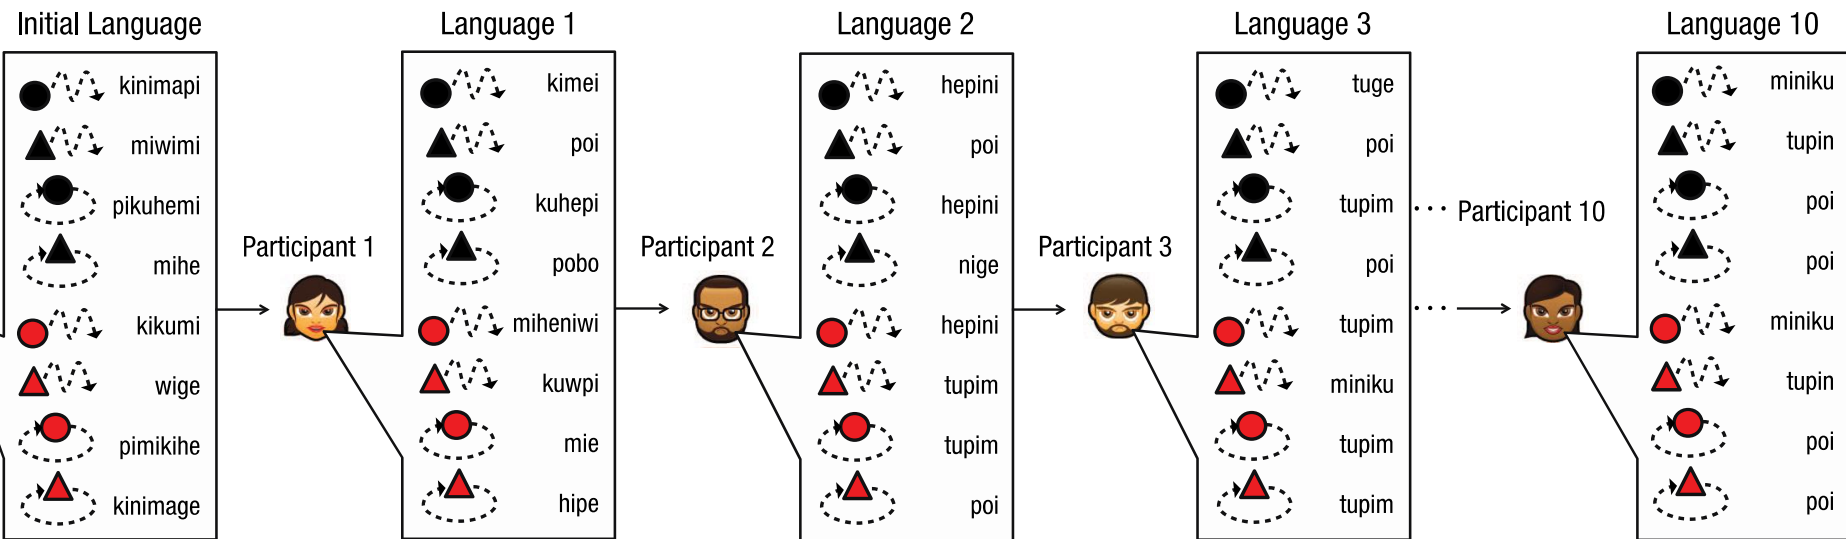 Initial Language
kinimapi
miwimi
pikuhemi
mihe
kikumi
wige
pimikihe
kinimage
Participant 1
Language 1
kimei
poi
kuhepi
pobo
miheniwi
kuwpi
mie
hipe
Participant 2
Language 2
hepini
poi
hepini
nige
hepini
tupim
tupim
poi
Participant 3
Language 3
tuge
poi
tupim
poi
tupim
miniku
tupim
tupim
Participant 10
Language 10
miniku
tupin
poi
poi
miniku
tupin
poi
poi